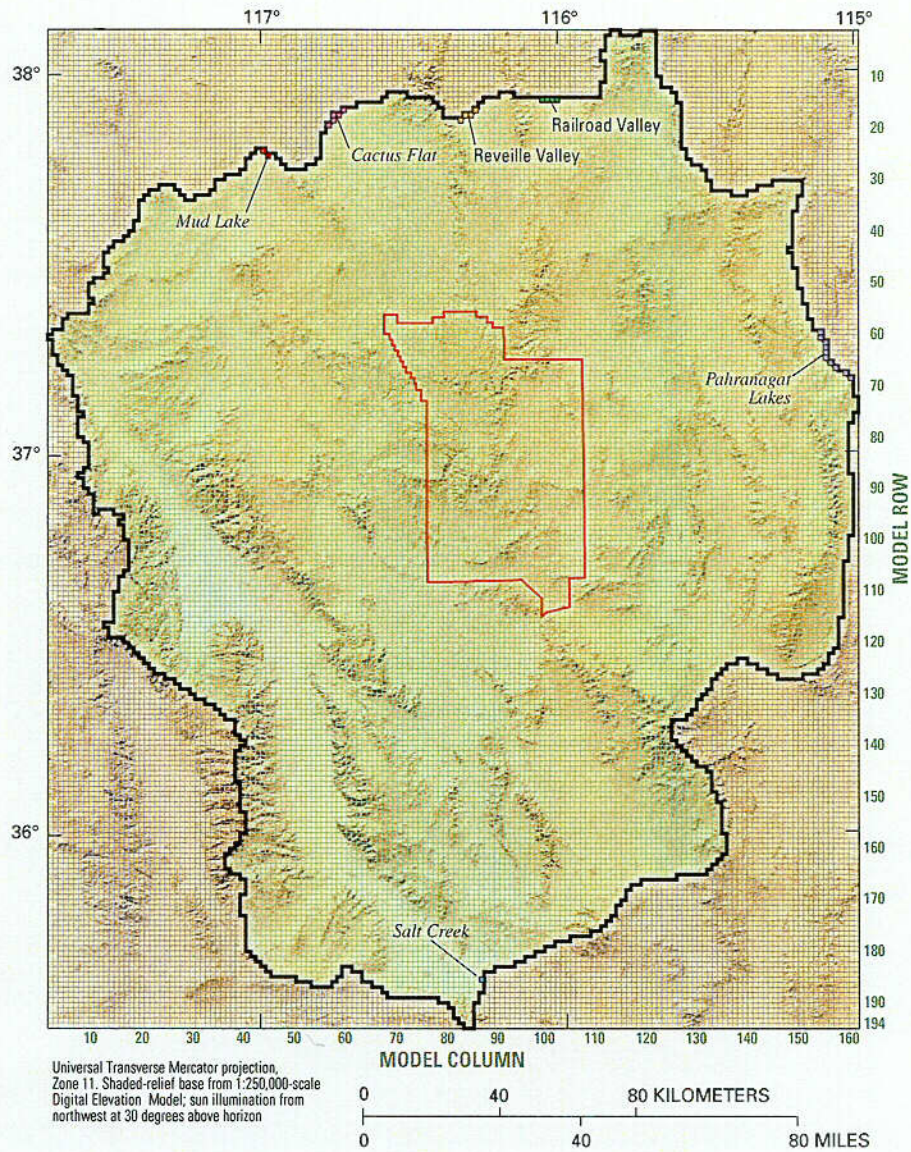 117°
116°
115°
38°
10
Railroad Valley
20
Cactus Flat
Reveille Valley
30
Mud Lake
40
50
60
Pahranagat
Lakes
70
37°
80
90
MODEL ROW
100
110
120
130
140
150
36°
160
170
Salt Creek
180
190
194
10 20 30 40 50 60 70 80 90 100 110 120 130 140 150 160
MODEL COLUMN
Universal Transverse Mercator projection,
Zone 11. Shaded-relief base from 1:250,000-scale
Digital Elevation Model; sun illumination from
northwest at 30 degrees above horizon
0 40 80 KILOMETERS
0 40 80 MILES